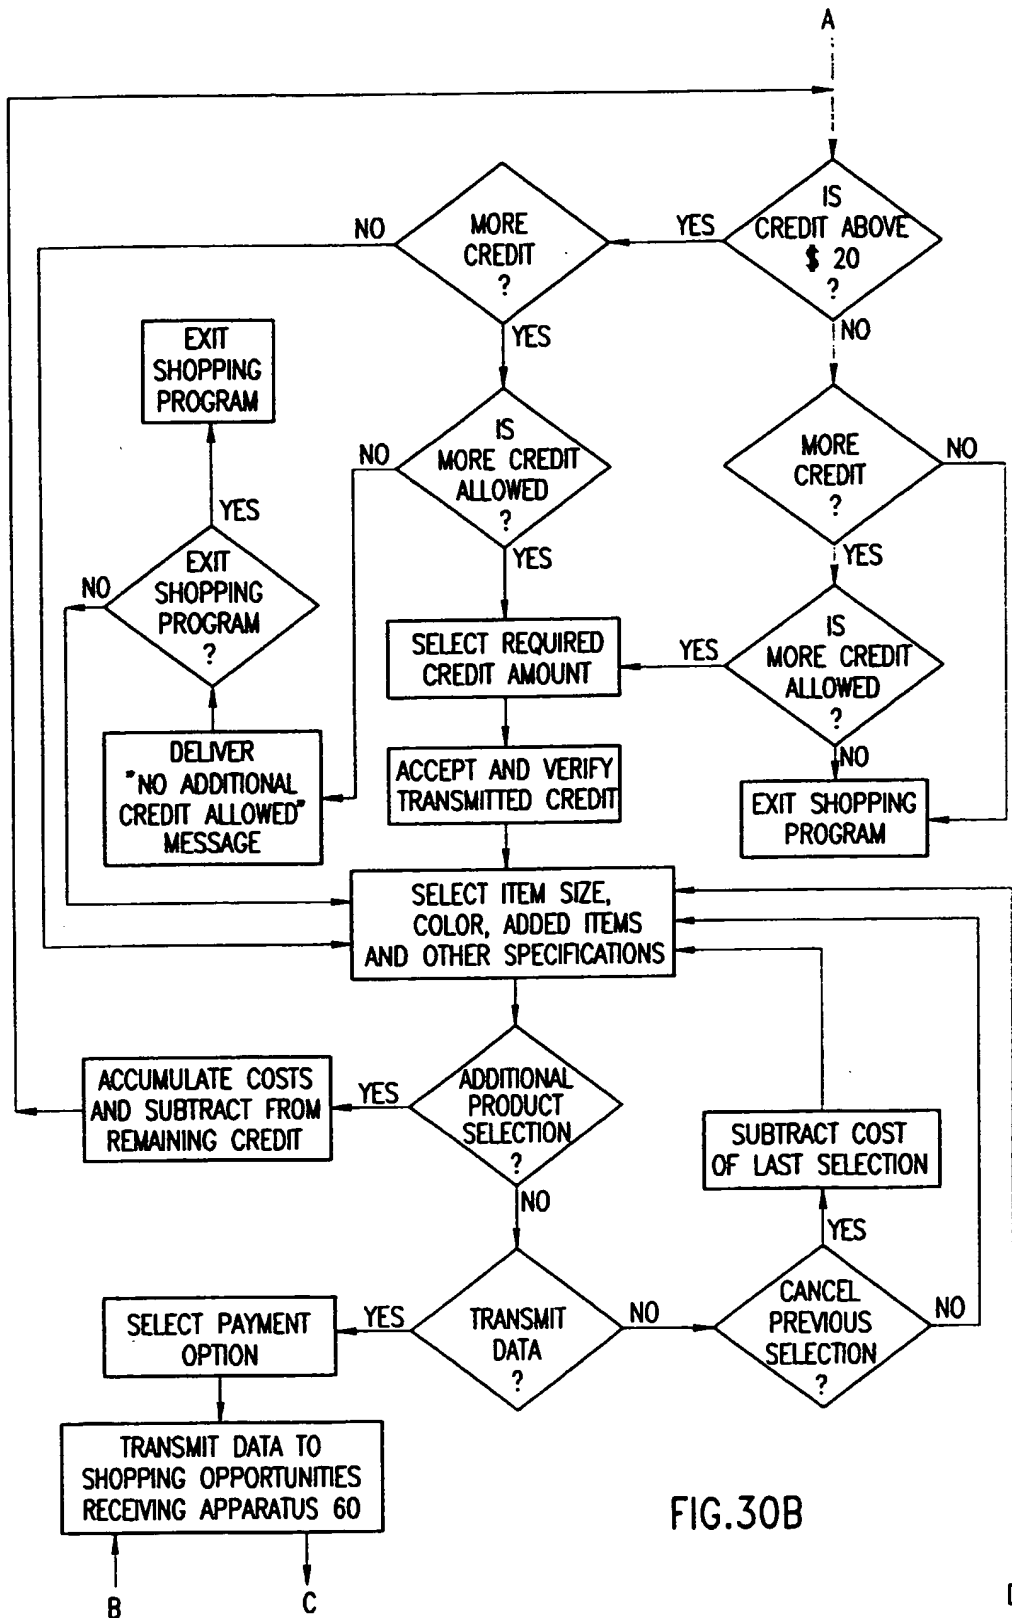 A
IS
CREDIT ABOVE
$ 20
?
YES
NO
MORE
CREDIT
?
NO
YES
EXIT
SHOPPING
PROGRAM
IS
MORE CREDIT
ALLOWED
?
NO
YES
MORE
CREDIT
?
NO
YES
YES
EXIT
SHOPPING
PROGRAM
?
NO
SELECT REQUIRED
CREDIT AMOUNT
YES
IS
MORE CREDIT
ALLOWED
?
NO
DELIVER
"NO ADDITIONAL
CREDIT ALLOWED"
MESSAGE
ACCEPT AND VERIFY
TRANSMITTED CREDIT
EXIT SHOPPING
PROGRAM
SELECT ITEM SIZE,
COLOR, ADDED ITEMS
AND OTHER SPECIFICATIONS
ACCUMULATE COSTS
AND SUBTRACT FROM
REMAINING CREDIT
YES
ADDITIONAL
PRODUCT
SELECTION
?
NO
SUBTRACT COST
OF LAST SELECTION
YES
SELECT PAYMENT
OPTION
YES
TRANSMIT
DATA
?
NO
CANCEL
PREVIOUS
SELECTION
?
NO
TRANSMIT DATA TO
SHOPPING OPPORTUNITIES
RECEIVING APPARATUS 60
B
C
FIG.30B